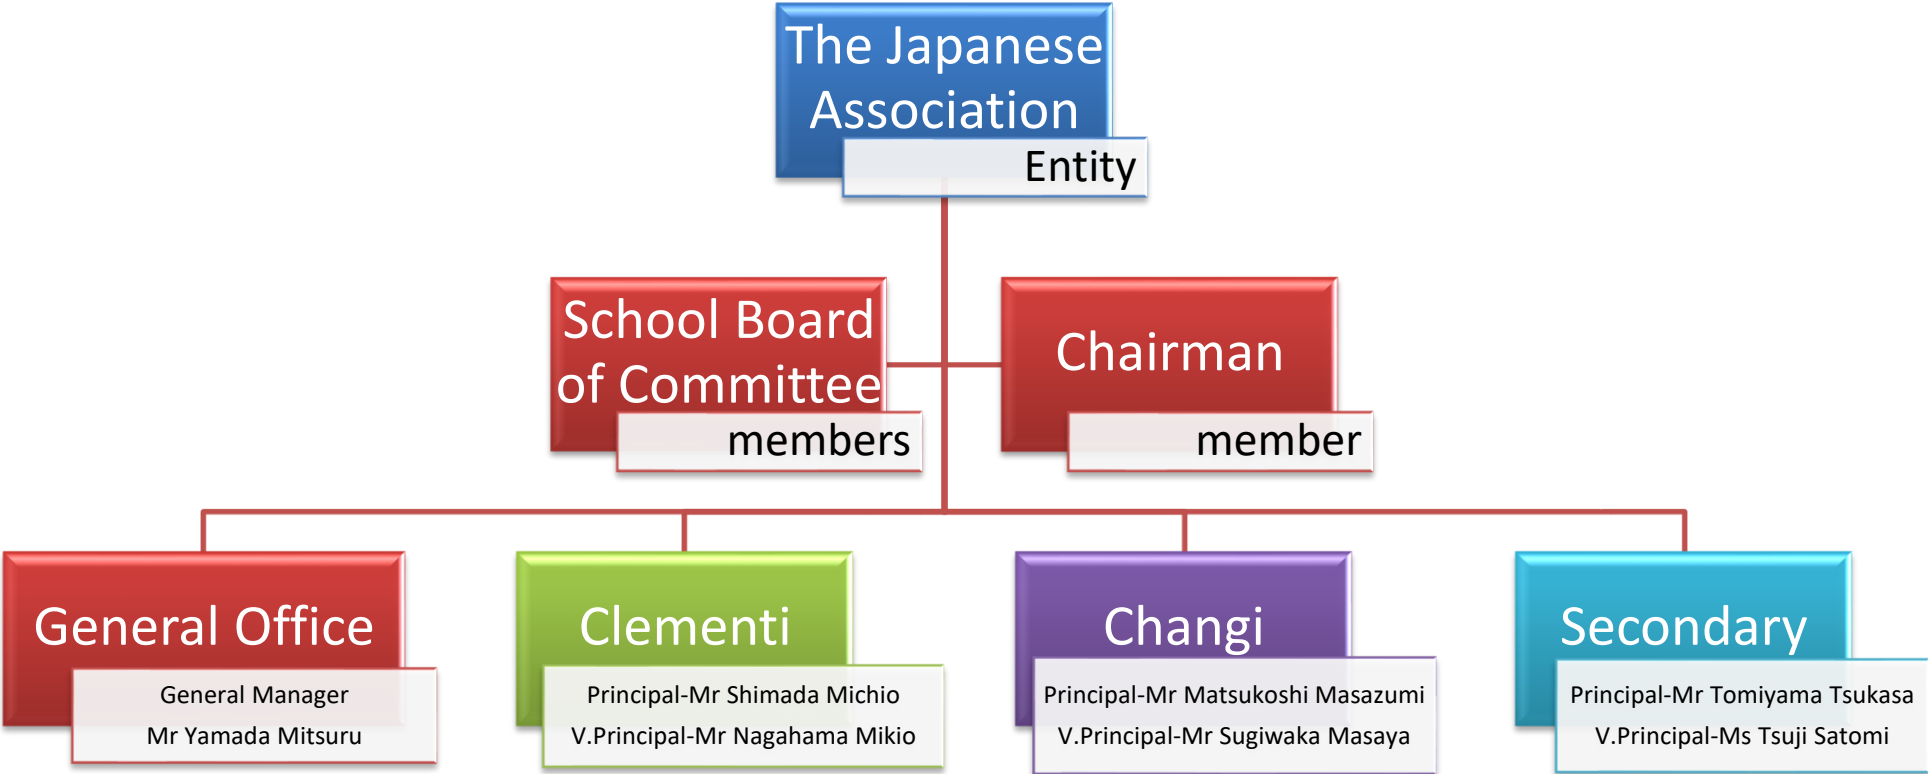 The Japanese
Association
Entity
School Board
of Committee
members
Chairman
member
General Office
General Manager
Mr Yamada Mitsuru
Clementi
Principal-Mr Shimada Michio
V.Principal-Mr Nagahama Mikio
Changi
Principal-Mr Matsukoshi Masazumi
V.Principal-Mr Sugiwaka Masaya
Secondary
Principal-Mr Tomiyama Tsukasa
V.Principal-Ms Tsuji Satomi